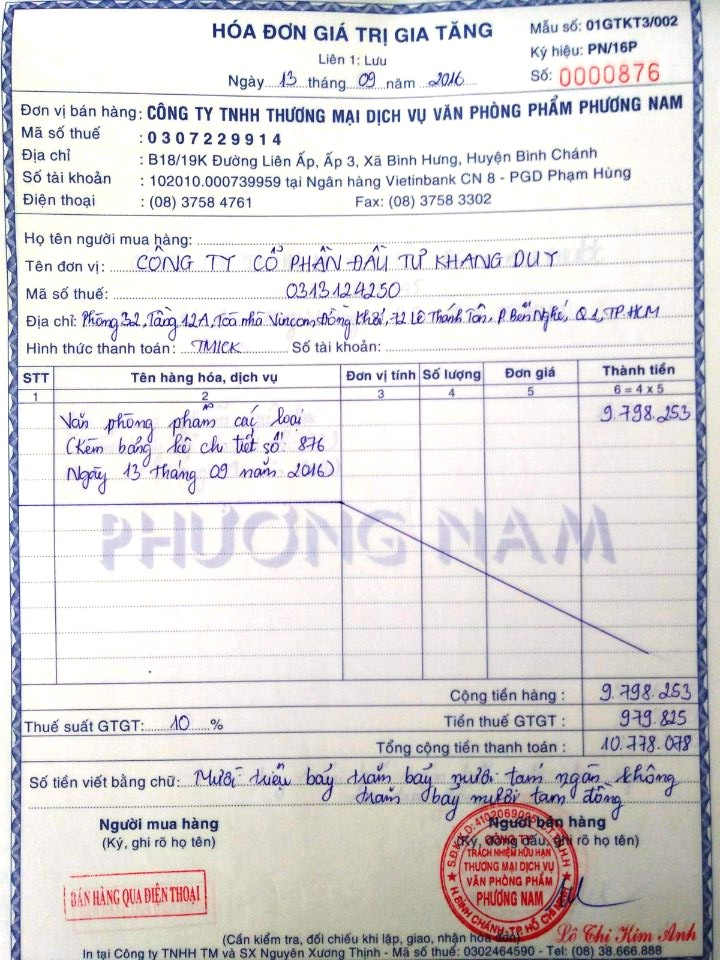 HÓA ĐƠN GIÁ TRỊ GIA TĂNG
Mẫu số: 01GTKT3/002
Liên 1: Lưu
Ký hiệu: PN/16P
Ngày 13 tháng 09 năm 2016
Số: 0000876
Đơn vị bán hàng: CÔNG TY TNHH THƯƠNG MẠI DỊCH VỤ VĂN PHÒNG PHẨM PHƯƠNG NAM
Mã số thuế : 0307229914
Địa chỉ : B18/19K Đường Liên Ấp, Ấp 3, Xã Bình Hưng, Huyện Bình Chánh
Số tài khoản : 102010.000739959 tại Ngân hàng Vietinbank CN 8 - PGD Phạm Hùng
Điện thoại : (08) 3758 4761 Fax: (08) 3758 3302
Họ tên người mua hàng:
Tên đơn vị: CÔNG TY CỔ PHẦN ĐẦU TƯ KHANG DUY
Mã số thuế: 0313124250
Địa chỉ: Phòng 32, Tầng 12A, Toà nhà Vincom Đồng Khởi, 72 Lê Thánh Tôn, P. Bến Nghé, Q1, TP.HCM
Hình thức thanh toán: TM/CK Số tài khoản:
STT Tên hàng hóa, dịch vụ Đơn vị tính Số lượng Đơn giá Thành tiền
1 2 3 4 5 6 = 4 x 5
Văn phòng phẩm các loại 9.798.253
(Kèm bảng kê chi tiết số: 876
Ngày 13 tháng 09 năm 2016)
PHƯƠNG NAM
Cộng tiền hàng : 9.798.253
Thuế suất GTGT: 10 % Tiền thuế GTGT : 979.825
Tổng cộng tiền thanh toán : 10.778.078
Số tiền viết bằng chữ: Mười triệu bảy trăm bảy mươi tám ngàn không
trăm bảy mươi tám đồng
Người mua hàng Người bán hàng
(Ký, ghi rõ họ tên) (Ký, đóng dấu, ghi rõ họ tên)
S.Đ.K.K.D: 4102069005
CÔNG TY
TRÁCH NHIỆM HỮU HẠN
THƯƠNG MẠI DỊCH VỤ
VĂN PHÒNG PHẨM
PHƯƠNG NAM
H. BÌNH CHÁNH - TP. HỒ CHÍ MINH
BÁN HÀNG QUA ĐIỆN THOẠI
Lê Thị Kim Anh
(Cần kiểm tra, đối chiếu khi lập, giao, nhận hóa đơn)
In tại Công ty TNHH TM và SX Nguyên Xương Thịnh - Mã số thuế: 0302464590 - Đt: (08) 38.666.888